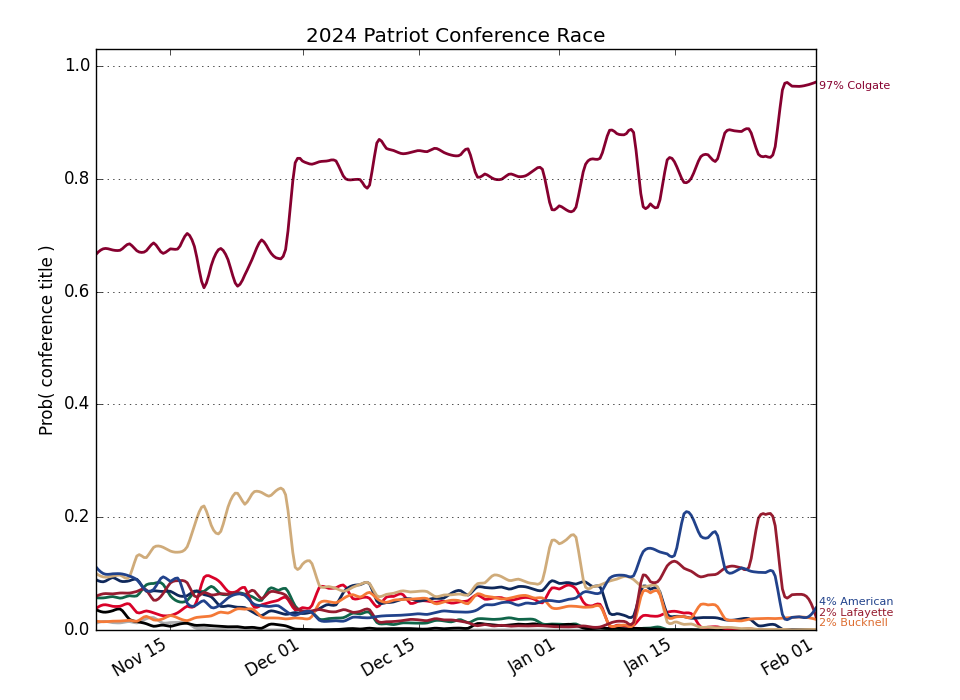 2024 Patriot Conference Race
Prob( conference title )
1.0
0.8
0.6
0.4
0.2
0.0
97% Colgate
4% American
2% Lafayette
2% Bucknell
Nov 15
Dec 01
Dec 15
Jan 01
Jan 15
Feb 01